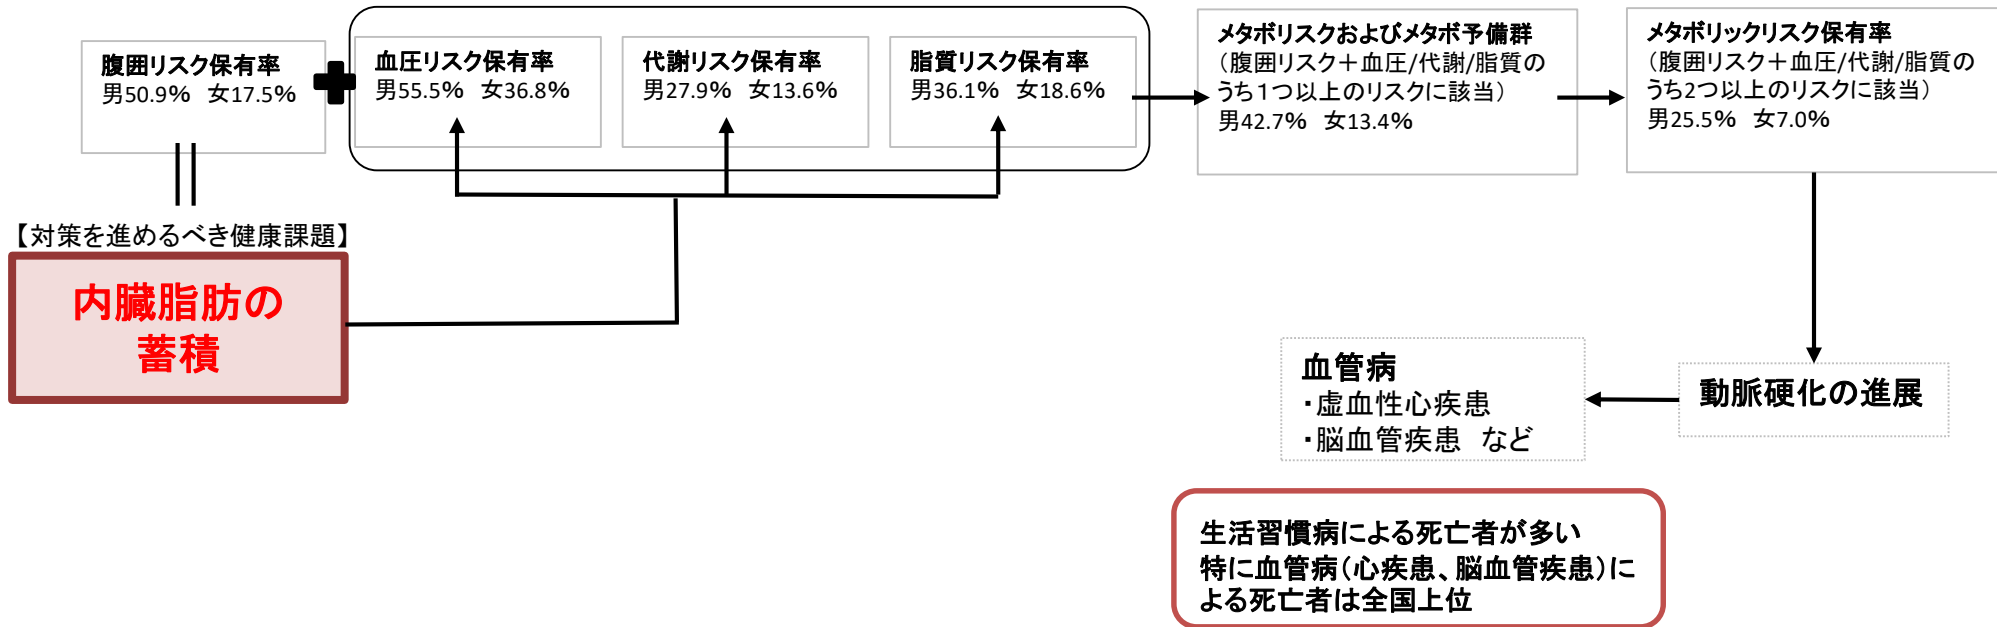 腹囲リスク保有率
男50.9%　女17.5%
血圧リスク保有率
男55.5%　女36.8%
代謝リスク保有率
男27.9%　女13.6%
脂質リスク保有率
男36.1%　女18.6%
メタボリスクおよびメタボ予備群
（腹囲リスク＋血圧/代謝/脂質の
うち1つ以上のリスクに該当）
男42.7%　女13.4%
メタボリックリスク保有率
（腹囲リスク＋血圧/代謝/脂質の
うち2つ以上のリスクに該当）
男25.5%　女7.0%
【対策を進めるべき健康課題】
内臓脂肪の
蓄積
血管病
・虚血性心疾患
・脳血管疾患　など
動脈硬化の進展
生活習慣病による死亡者が多い
特に血管病（心疾患、脳血管疾患）に
よる死亡者は全国上位